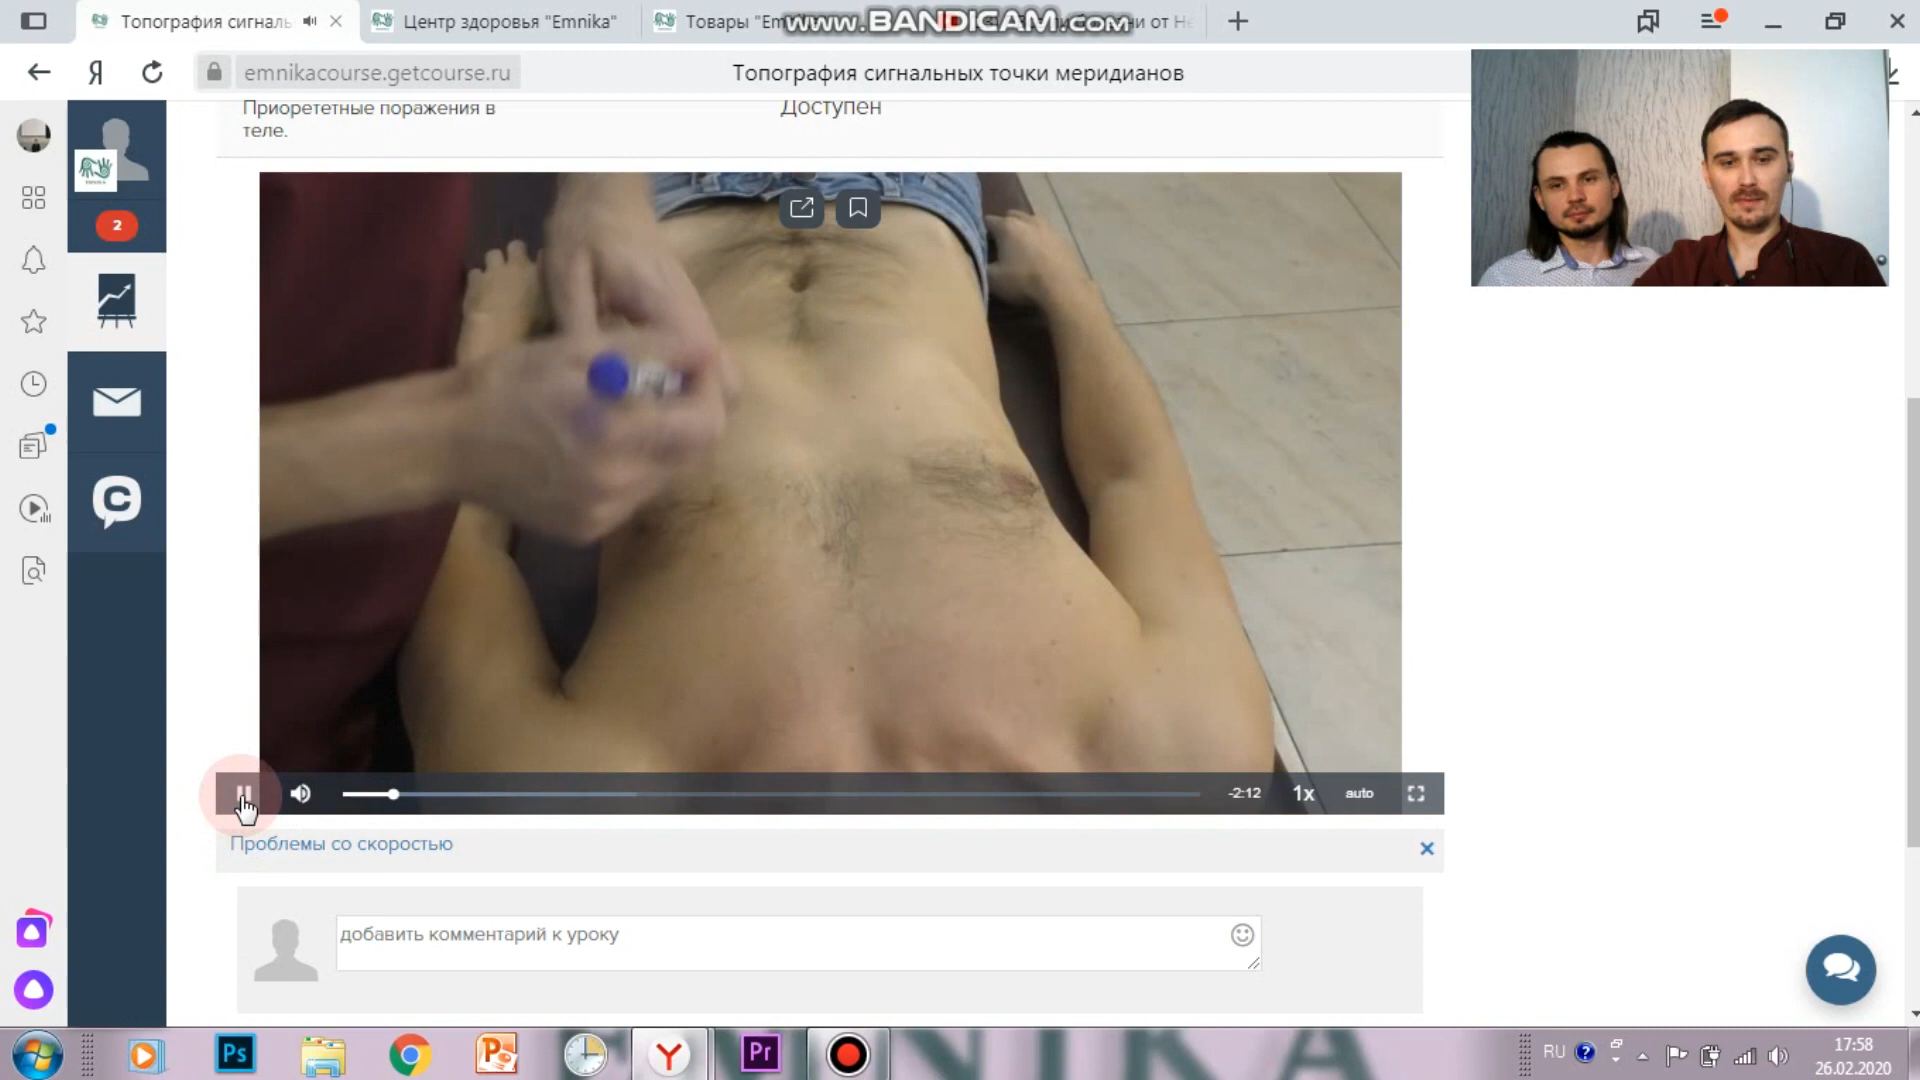 Топография сигналь
Центр здоровья "Emnika"
Товары "Em
www.BANDICAM.com
от Н
emnikacourse.getcourse.ru
Топография сигнальных точки меридианов
Приорететные поражения в
теле.
Доступен
2
-2:12
1x
auto
Проблемы со скоростью
добавить комментарий к уроку
Ps
Pr
RU
17:58
26.02.2020